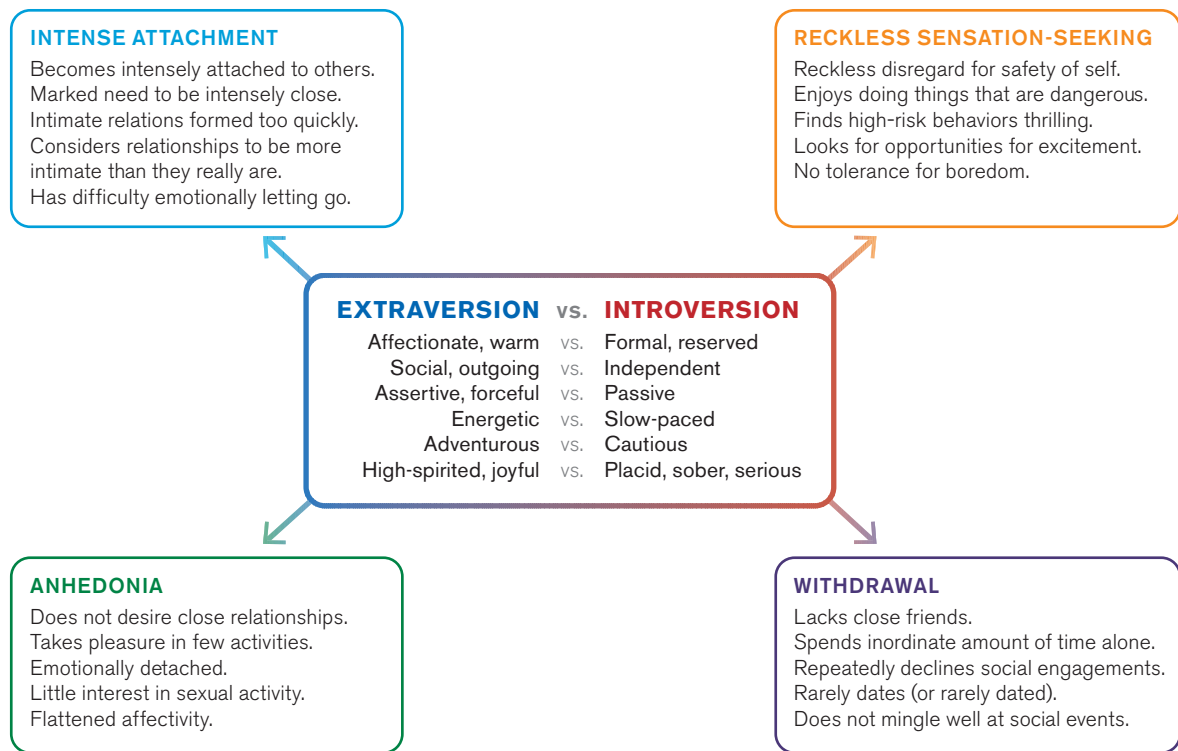 INTENSE ATTACHMENT
Becomes intensely attached to others.
Marked need to be intensely close.
Intimate relations formed too quickly.
Considers relationships to be more
intimate than they really are.
Has difficulty emotionally letting go.
RECKLESS SENSATION-SEEKING
Reckless disregard for safety of self.
Enjoys doing things that are dangerous.
Finds high-risk behaviors thrilling.
Looks for opportunities for excitement.
No tolerance for boredom.
EXTRAVERSION vs. INTROVERSION
Affectionate, warm vs. Formal, reserved
Social, outgoing vs. Independent
Assertive, forceful vs. Passive
Energetic vs. Slow-paced
Adventurous vs. Cautious
High-spirited, joyful vs. Placid, sober, serious
ANHEDONIA
Does not desire close relationships.
Takes pleasure in few activities.
Emotionally detached.
Little interest in sexual activity.
Flattened affectivity.
WITHDRAWAL
Lacks close friends.
Spends inordinate amount of time alone.
Repeatedly declines social engagements.
Rarely dates (or rarely dated).
Does not mingle well at social events.